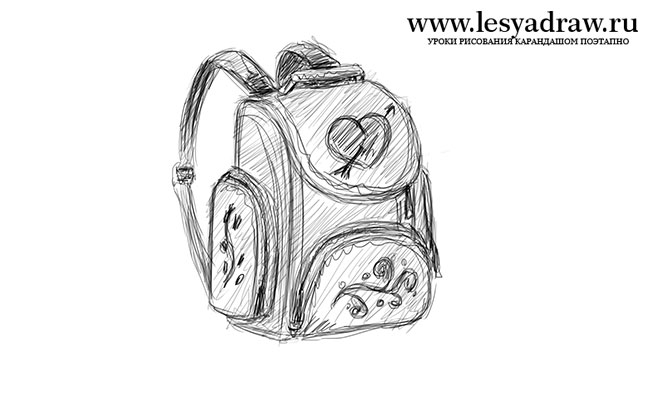 www.lesyadraw.ru
УРОКИ РИСОВАНИЯ КАРАНДАШОМ ПОЭТАПНО